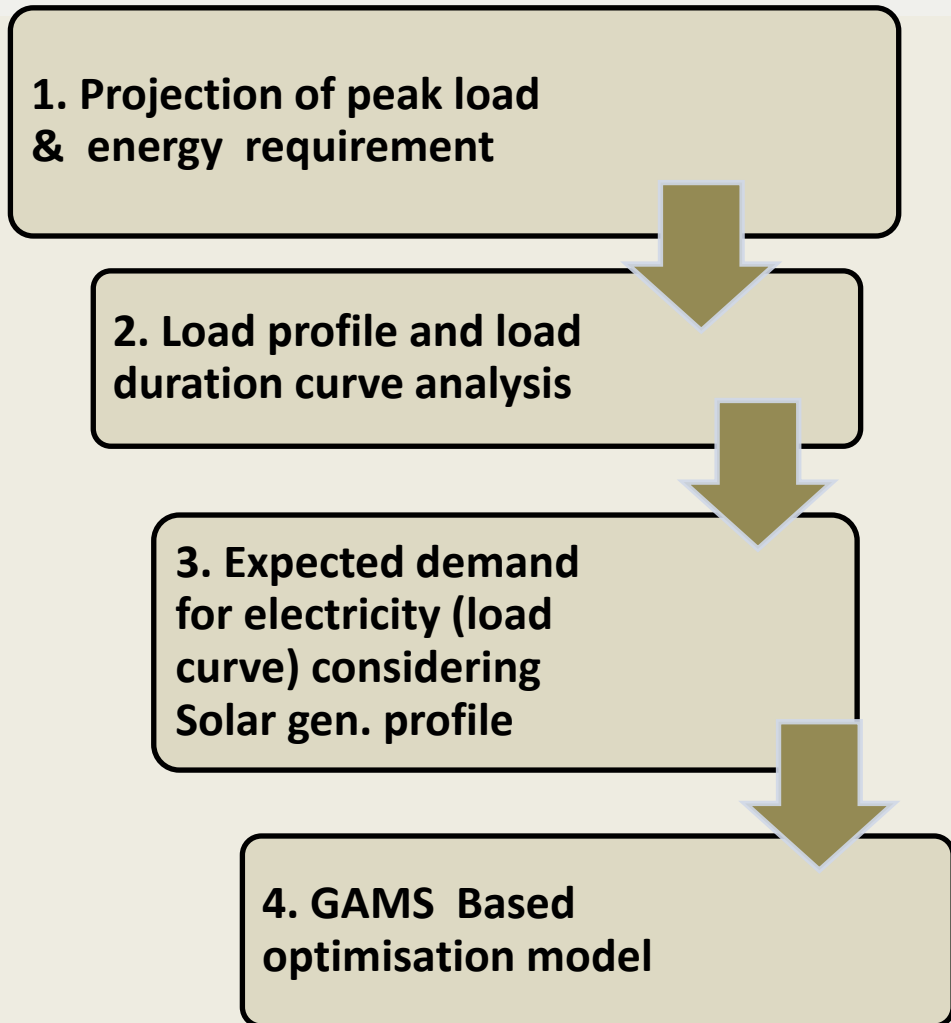 1. Projection of peak load
& energy requirement
2. Load profile and load
duration curve analysis
3. Expected demand
for electricity (load
curve) considering
Solar gen. profile
4. GAMS Based
optimisation model